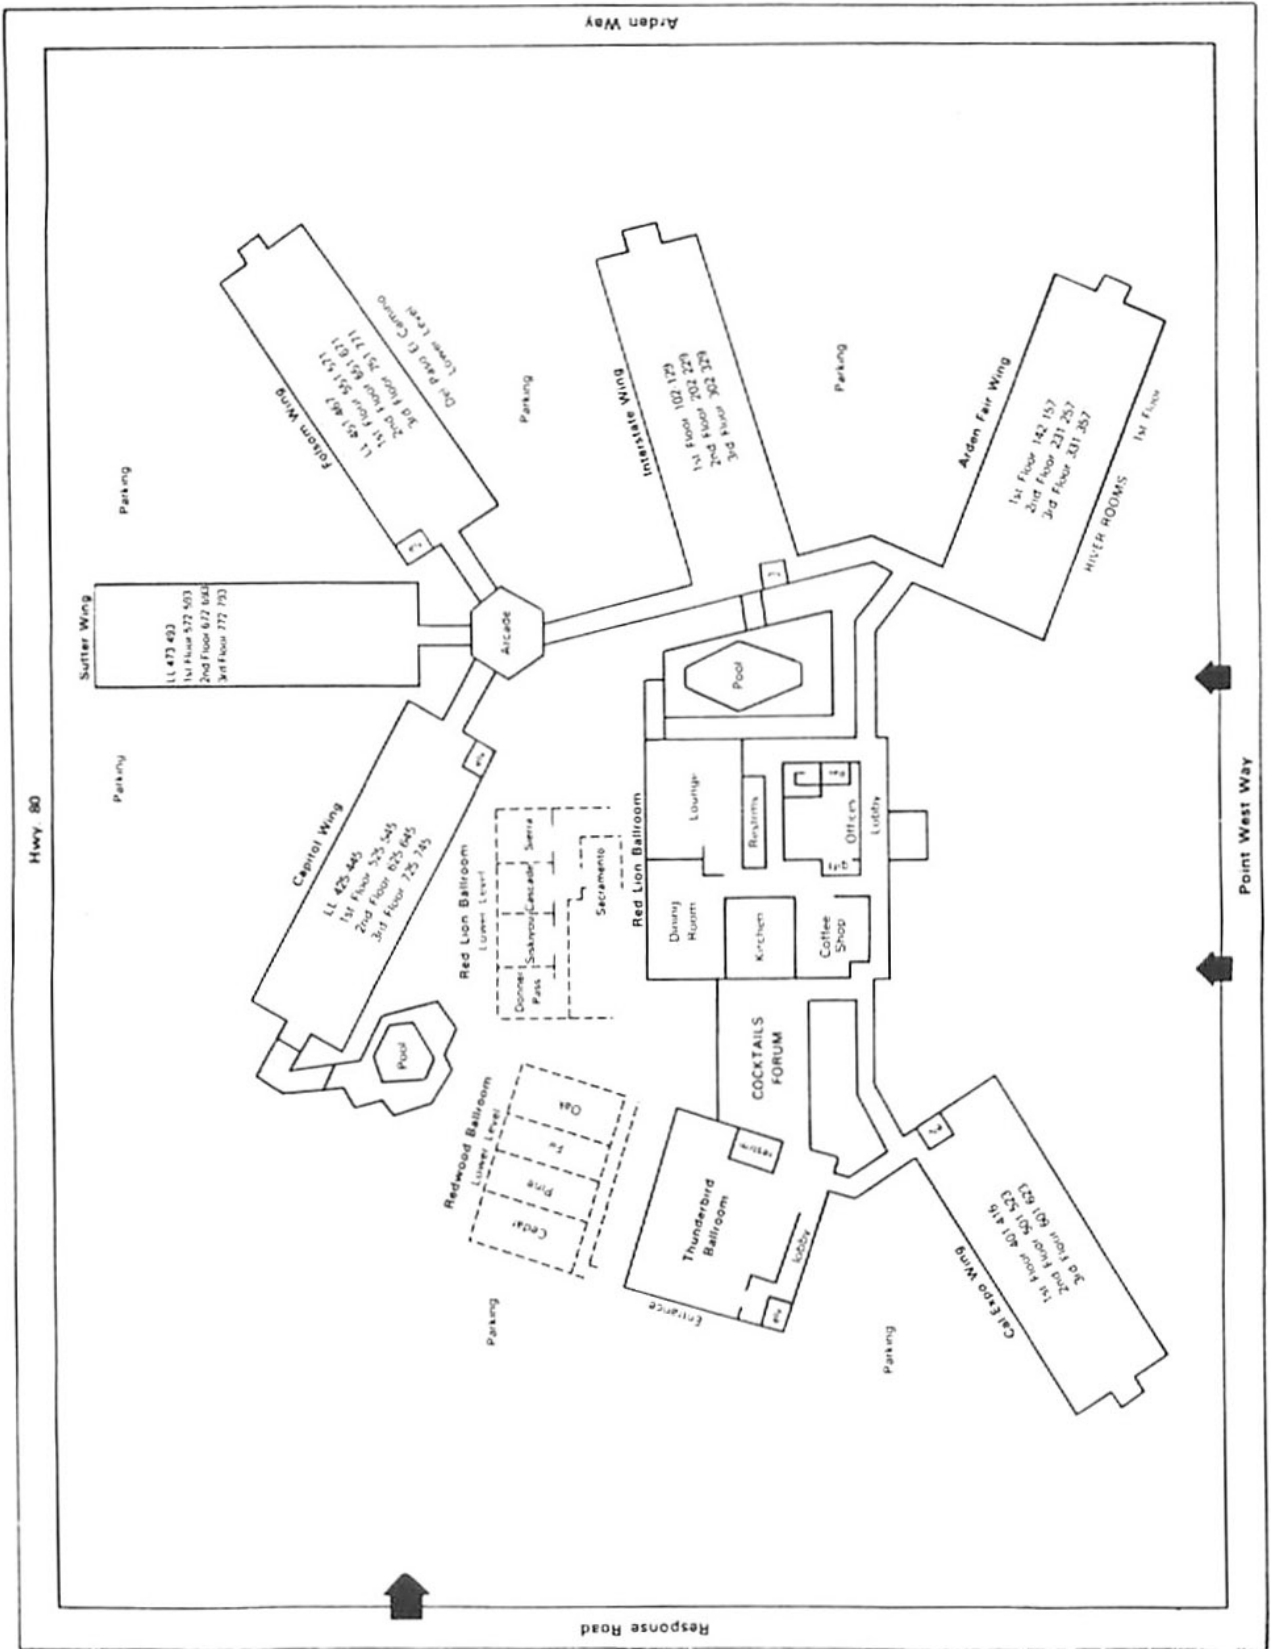 Arden Way
Hwy. 80
Point West Way
Response Road
Sutter Wing
LL 473 493
1st Floor 572 593
2nd Floor 672 693
3rd Floor 772 793
Folsom Wing
LL 451 467
1st Floor 551 571
2nd Floor 651 671
3rd Floor 751 771
Del Paso El Camino
Lower Level
Interstate Wing
1st Floor 102-129
2nd Floor 202 229
3rd Floor 302 329
Arden Fair Wing
1st Floor 142 157
2nd Floor 231 257
3rd Floor 331 357
RIVER ROOMS
1st Floor
Capitol Wing
LL 425 445
1st Floor 525 545
2nd Floor 625 645
3rd Floor 725 745
elv
Arcade
Pool
Pool
Parking
Parking
Parking
Parking
Parking
Parking
Red Lion Ballroom
Lower Level
Sierra
Cascade
Siskiyou
Donner
Pass
Sacramento
Red Lion Ballroom
Lounge
Restrms
Offices
Lobby
gift
Dining
Room
Kitchen
Coffee
Shop
COCKTAILS
FORUM
Redwood Ballroom
Lower Level
Oak
Fir
Pine
Cedar
Thunderbird
Ballroom
restrm
lobby
elv
Entrance
Cal Expo Wing
1st Floor 401 416
2nd Floor 501 523
3rd Floor 601 623